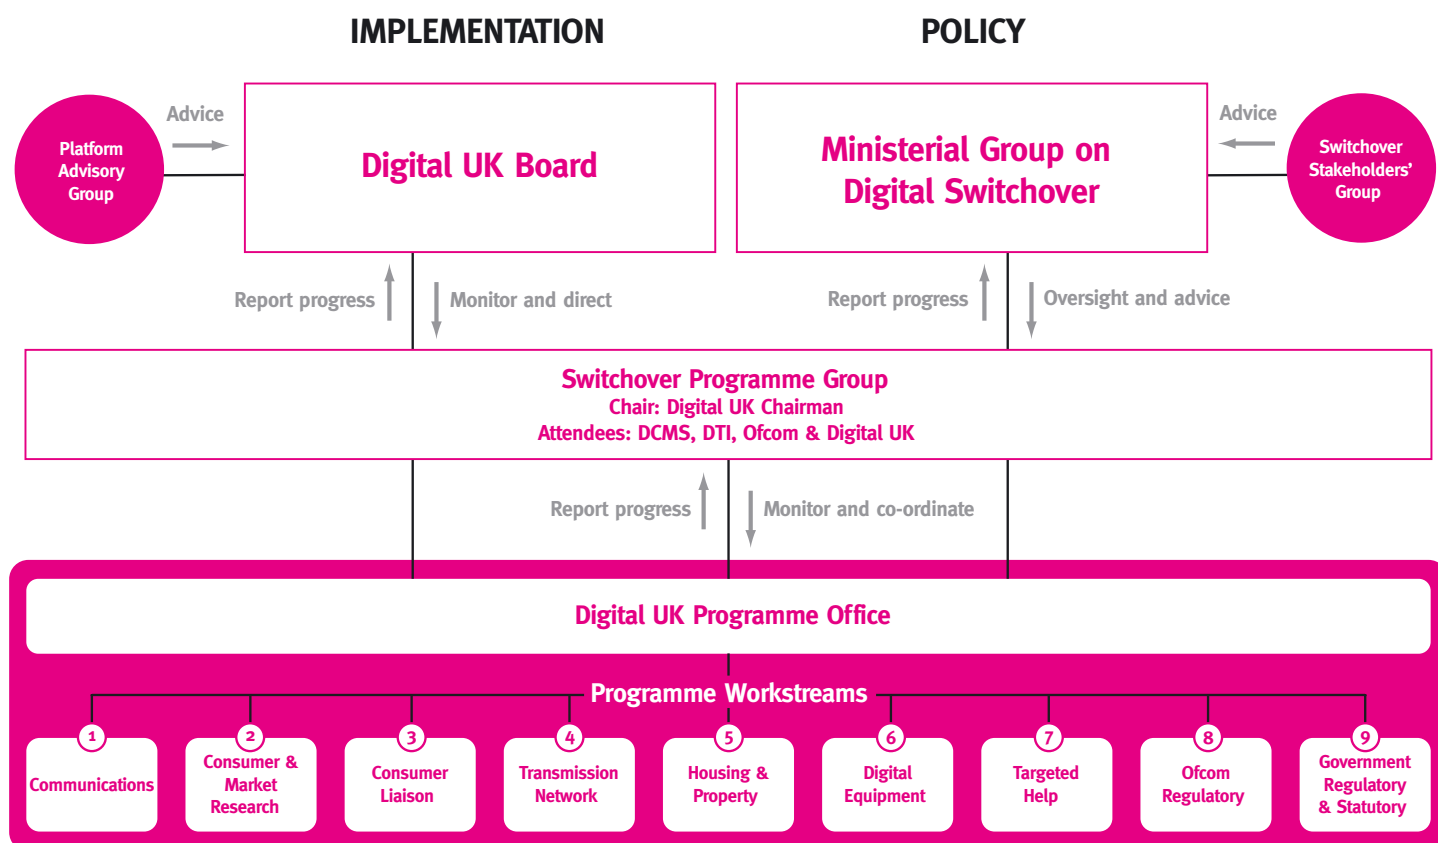 IMPLEMENTATION
POLICY
Platform
Advisory
Group
Advice
Digital UK Board
Ministerial Group on
Digital Switchover
Advice
Switchover
Stakeholders'
Group
Report progress
Monitor and direct
Report progress
Oversight and advice
Switchover Programme Group
Chair: Digital UK Chairman
Attendees: DCMS, DTI, Ofcom & Digital UK
Report progress
Monitor and co-ordinate
Digital UK Programme Office
Programme Workstreams
1
Communications
2
Consumer &
Market
Research
3
Consumer
Liaison
4
Transmission
Network
5
Housing &
Property
6
Digital
Equipment
7
Targeted
Help
8
Ofcom
Regulatory
9
Government
Regulatory
& Statutory